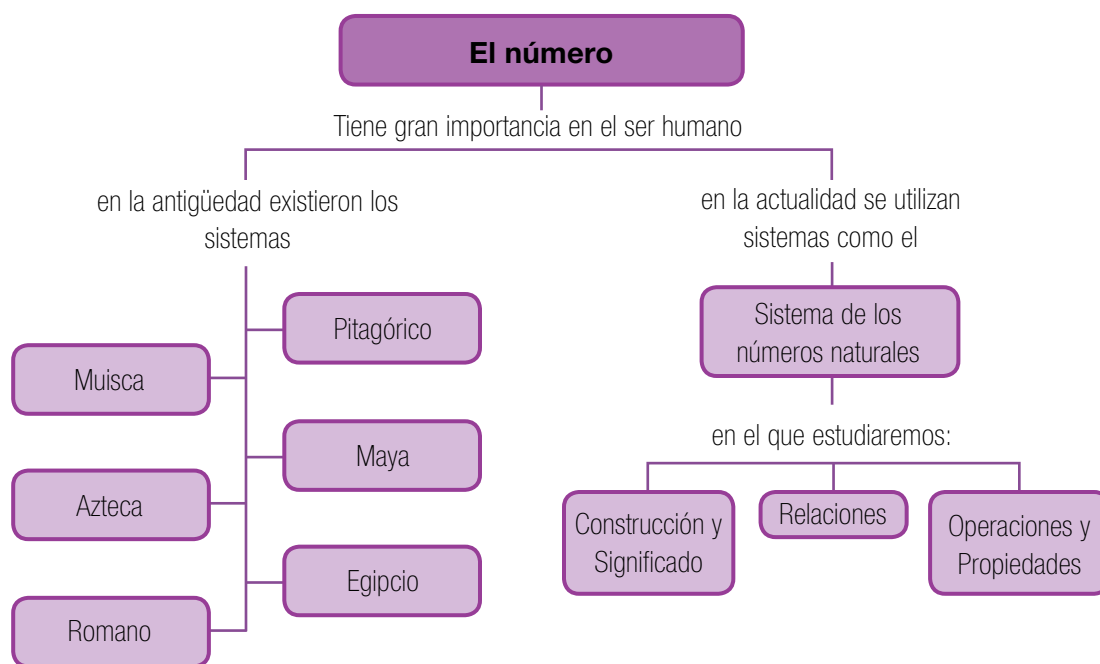 El número
Tiene gran importancia en el ser humano
en la antigüedad existieron los
sistemas
Pitagórico
Muisca
Maya
Azteca
Egipcio
Romano
en la actualidad se utilizan
sistemas como el
Sistema de los
números naturales
en el que estudiaremos:
Construcción y
Significado
Relaciones
Operaciones y
Propiedades